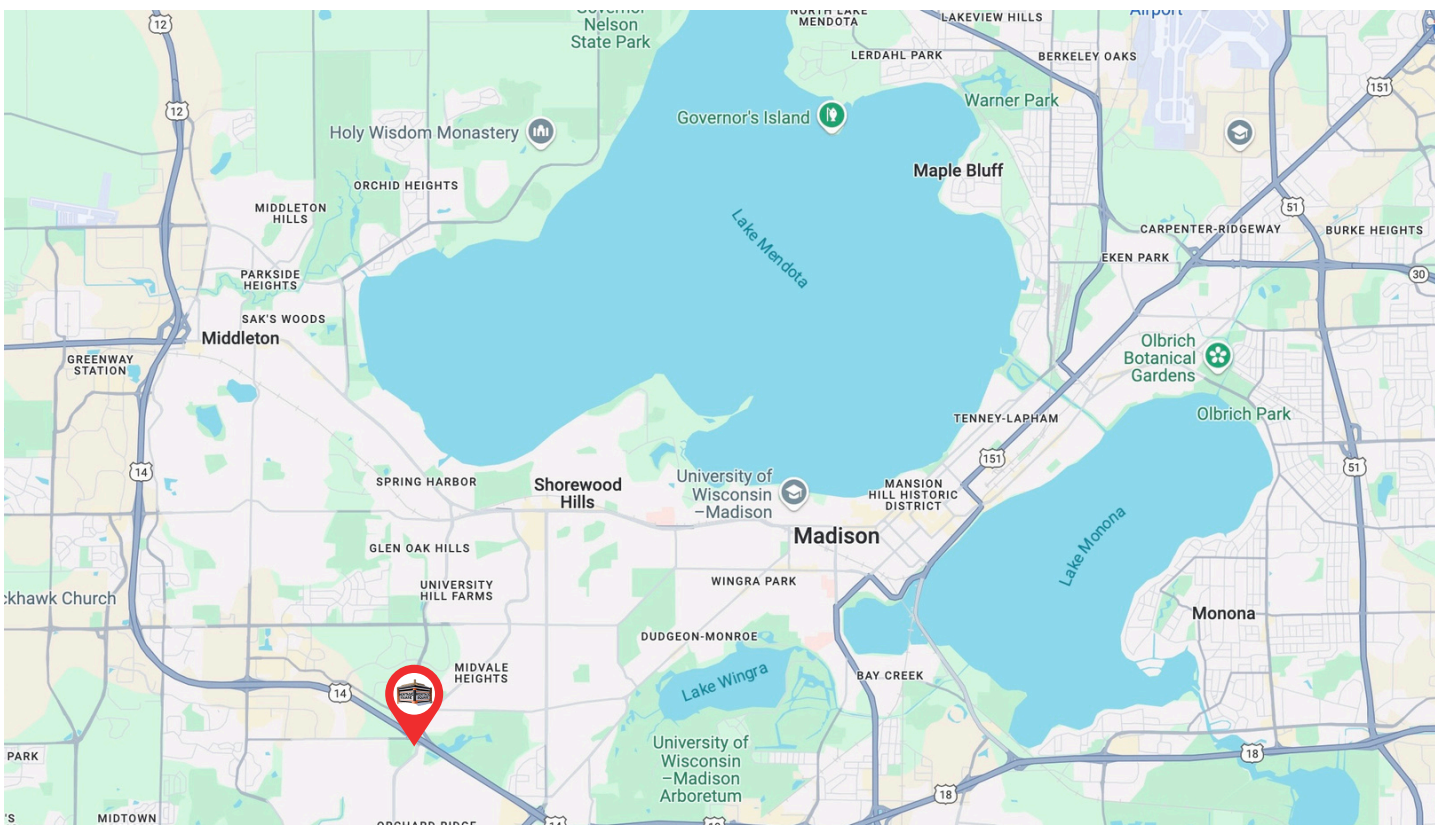 12
Governor
Nelson
State Park
NORTH LAKE
MENDOTA
LAKEVIEW HILLS
Airport
LERDAHL PARK
BERKELEY OAKS
151
12
Governor's Island
Warner Park
Holy Wisdom Monastery
Maple Bluff
ORCHID HEIGHTS
MIDDLETON
HILLS
51
Lake Mendota
CARPENTER-RIDGEWAY
BURKE HEIGHTS
EKEN PARK
30
PARKSIDE
HEIGHTS
SAK'S WOODS
Middleton
GREENWAY
STATION
Olbrich
Botanical
Gardens
Olbrich Park
TENNEY-LAPHAM
151
51
14
SPRING HARBOR
Shorewood
Hills
University of
Wisconsin
–Madison
MANSION
HILL HISTORIC
DISTRICT
Madison
Lake Monona
GLEN OAK HILLS
UNIVERSITY
HILL FARMS
WINGRA PARK
ckhawk Church
Monona
DUDGEON-MONROE
MIDVALE
HEIGHTS
Lake Wingra
BAY CREEK
14
University of
Wisconsin
–Madison
Arboretum
PARK
18
18
'S
MIDTOWN
ORCHARD RIDGE
14
18